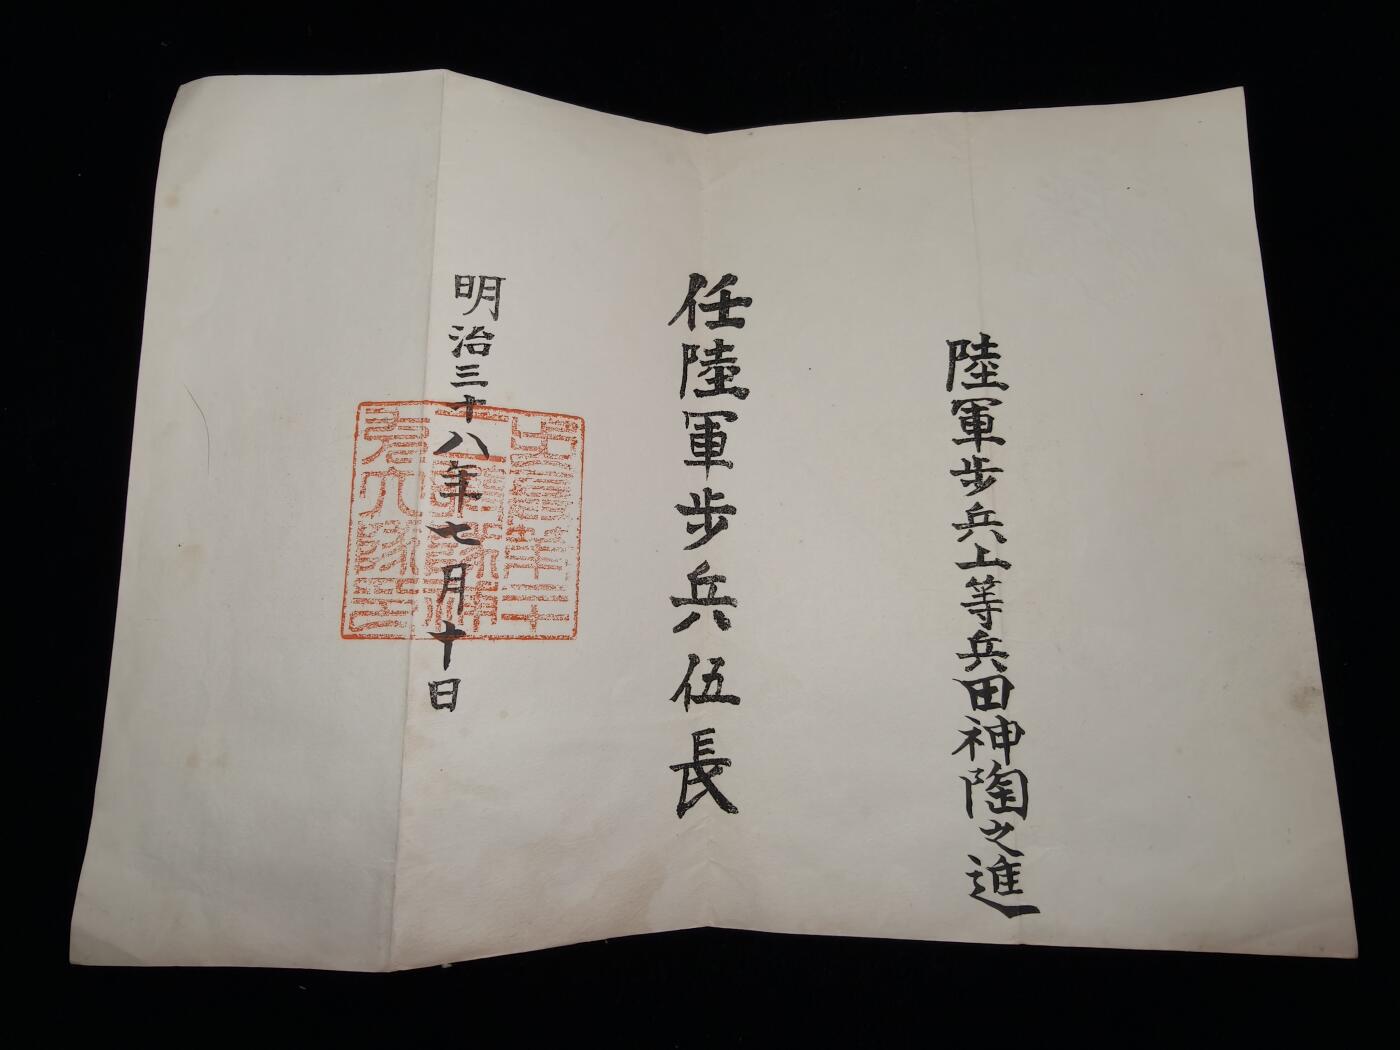 陸軍歩兵上等兵田神陶之進
任陸軍歩兵伍長
明治三十八年七月十日